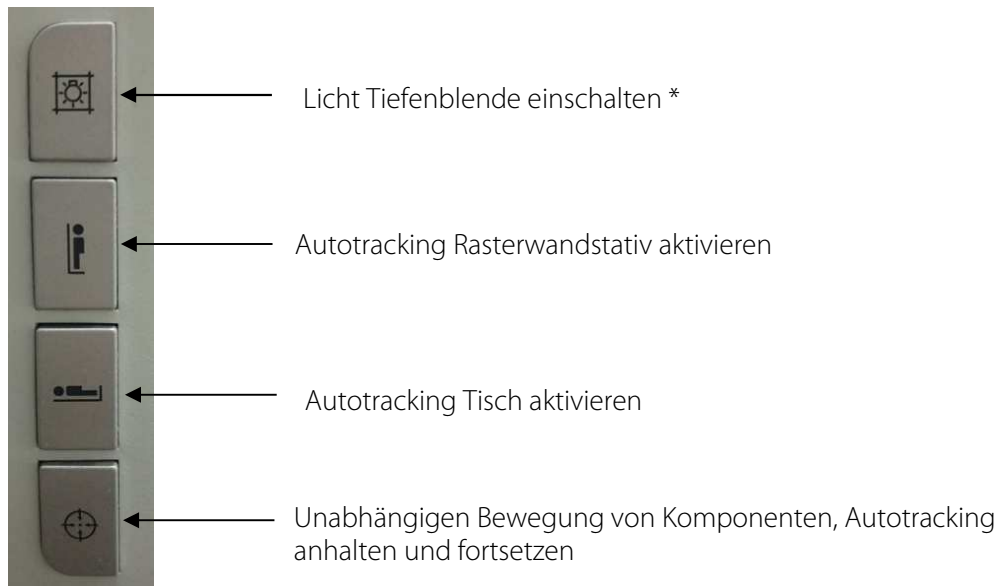 Licht Tiefenblende einschalten *
Autotracking Rasterwandstativ aktivieren
Autotracking Tisch aktivieren
Unabhängigen Bewegung von Komponenten, Autotracking
anhalten und fortsetzen